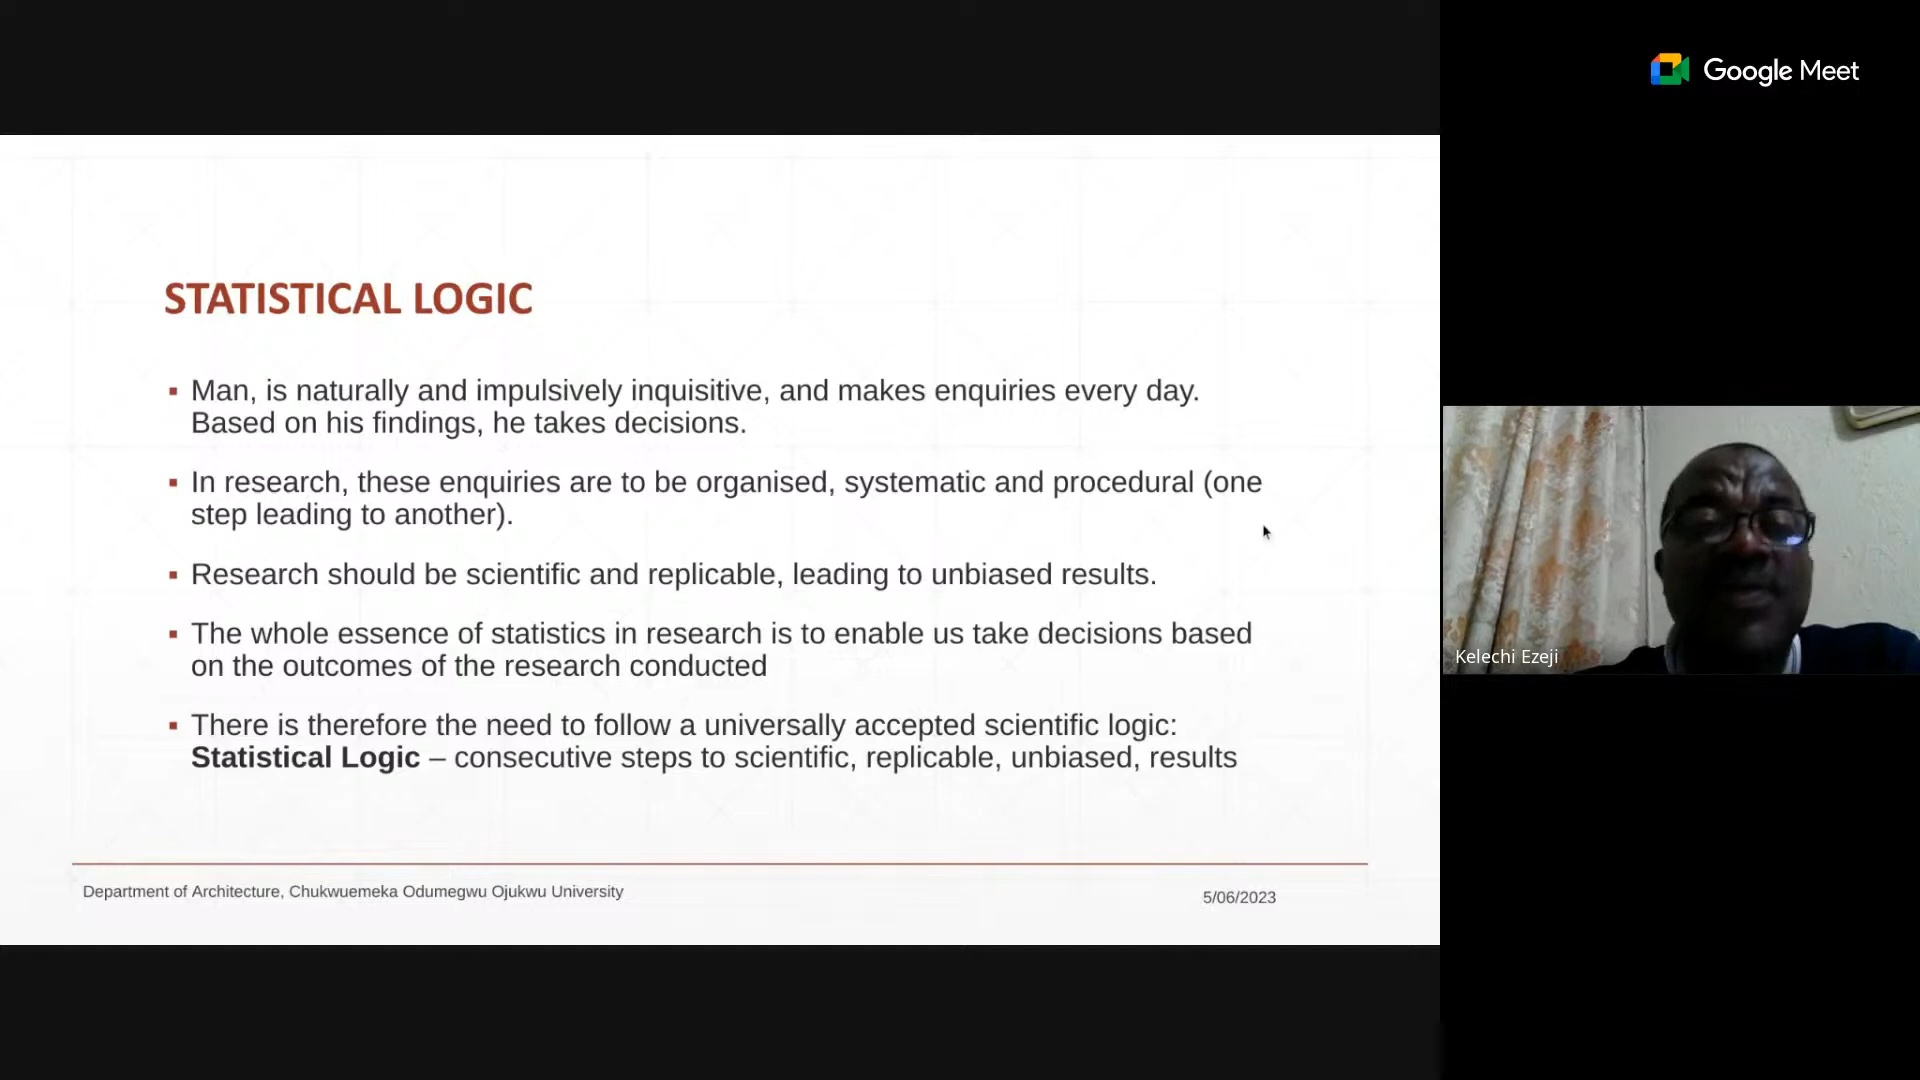 Google Meet
STATISTICAL LOGIC
▪ Man, is naturally and impulsively inquisitive, and makes enquiries every day.
Based on his findings, he takes decisions.
▪ In research, these enquiries are to be organised, systematic and procedural (one
step leading to another).
▪ Research should be scientific and replicable, leading to unbiased results.
▪ The whole essence of statistics in research is to enable us take decisions based
on the outcomes of the research conducted
▪ There is therefore the need to follow a universally accepted scientific logic:
Statistical Logic – consecutive steps to scientific, replicable, unbiased, results
Kelechi Ezeji
Department of Architecture, Chukwuemeka Odumegwu Ojukwu University
5/06/2023